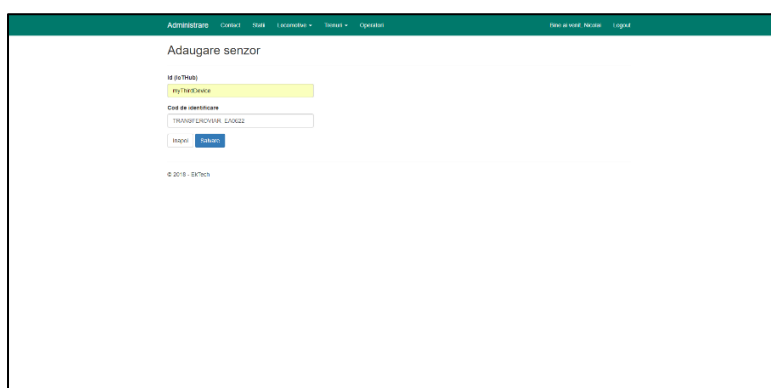 Administrare Contact Statii Locomotive Senzori Operatori Bine ai venit, Nicolae Logout
Adaugare senzor
Id (IoTHub)
myThirdDevice
Cod de identificare
TRANSFEROVIAR_EA0622
Inapoi Salvare
© 2018 - EkTech